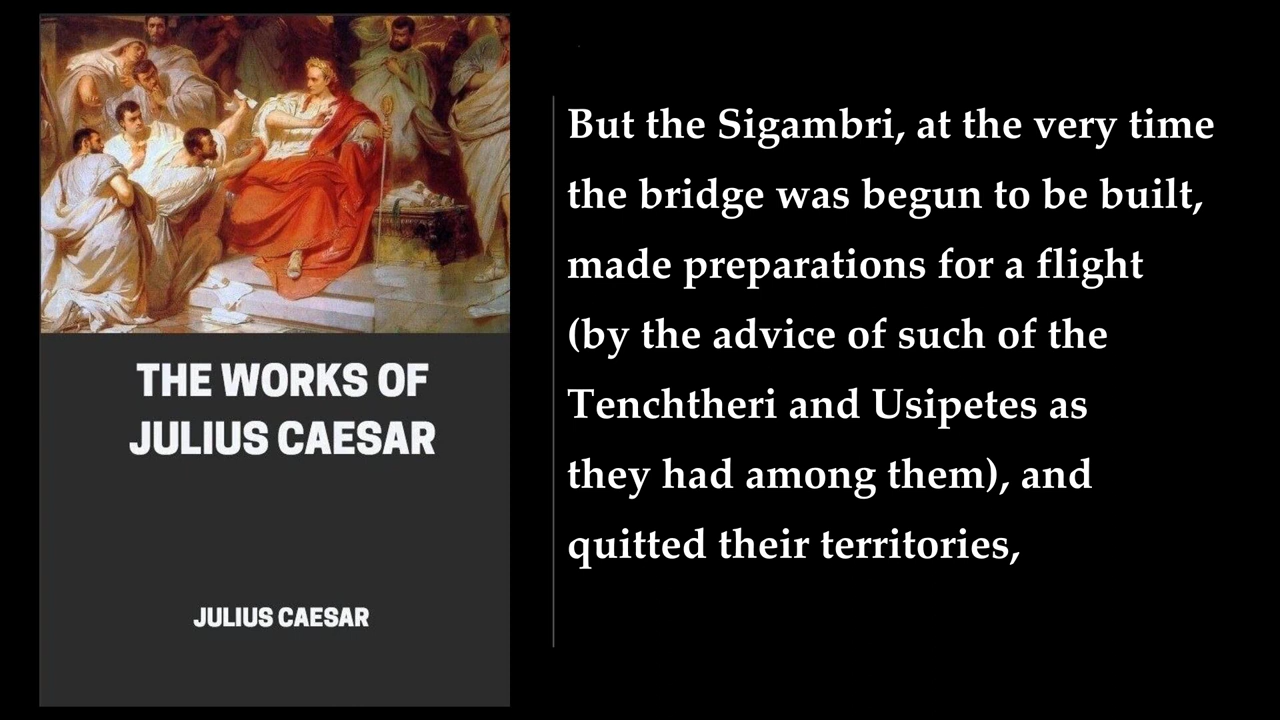 THE WORKS OF
JULIUS CAESAR
JULIUS CAESAR
But the Sigambri, at the very time
the bridge was begun to be built,
made preparations for a flight
(by the advice of such of the
Tenchtheri and Usipetes as
they had among them), and
quitted their territories,